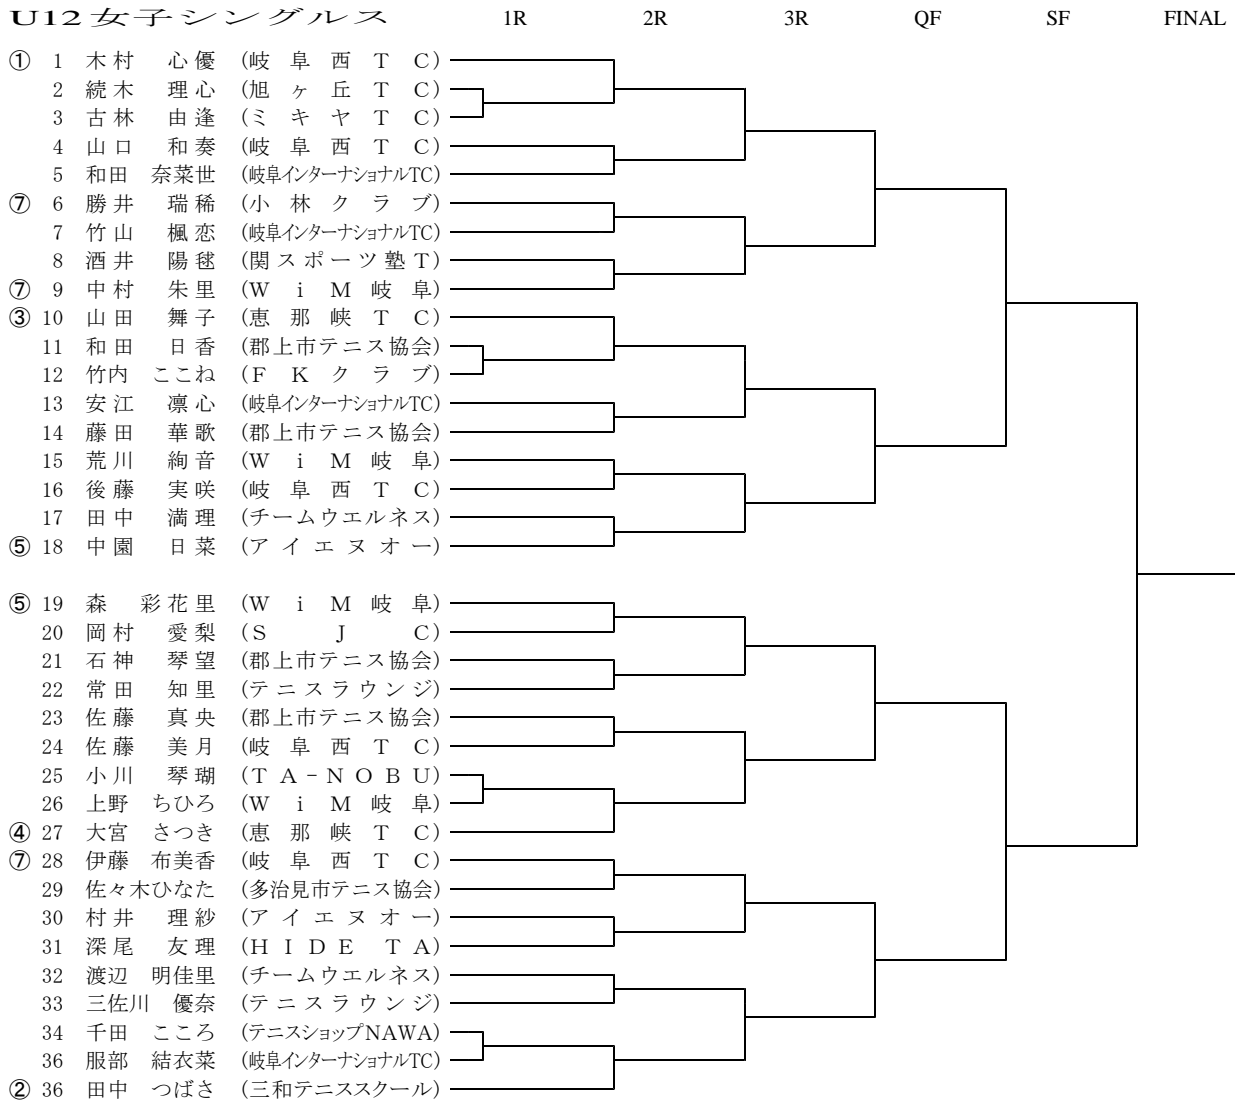 U12女子シングルス 1R 2R 3R QF SF FINAL
① 1 木村 心優 (岐阜西TC)
2 続木 理心 (旭ヶ丘TC)
3 古林 由逢 (ミキヤTC)
4 山口 和奏 (岐阜西TC)
5 和田 奈菜世 (岐阜インターナショナルTC)
⑦ 6 勝井 瑞稀 (小林クラブ)
7 竹山 楓恋 (岐阜インターナショナルTC)
8 酒井 陽毬 (関スポーツ塾T)
⑦ 9 中村 朱里 (WiM岐阜)
③ 10 山田 舞子 (恵那峡TC)
11 和田 日香 (郡上市テニス協会)
12 竹内 ここね (FKクラブ)
13 安江 凛心 (岐阜インターナショナルTC)
14 藤田 華歌 (郡上市テニス協会)
15 荒川 絢音 (WiM岐阜)
16 後藤 実咲 (岐阜西TC)
17 田中 満理 (チームウエルネス)
⑤ 18 中園 日菜 (アイエヌオー)
⑤ 19 森 彩花里 (WiM岐阜)
20 岡村 愛梨 (SJC)
21 石神 琴望 (郡上市テニス協会)
22 常田 知里 (テニスラウンジ)
23 佐藤 真央 (郡上市テニス協会)
24 佐藤 美月 (岐阜西TC)
25 小川 琴瑚 (TA-NOBU)
26 上野 ちひろ (WiM岐阜)
④ 27 大宮 さつき (恵那峡TC)
⑦ 28 伊藤 布美香 (岐阜西TC)
29 佐々木ひなた (多治見市テニス協会)
30 村井 理紗 (アイエヌオー)
31 深尾 友理 (HIDE TA)
32 渡辺 明佳里 (チームウエルネス)
33 三佐川 優奈 (テニスラウンジ)
34 千田 こころ (テニスショップNAWA)
36 服部 結衣菜 (岐阜インターナショナルTC)
② 36 田中 つばさ (三和テニススクール)